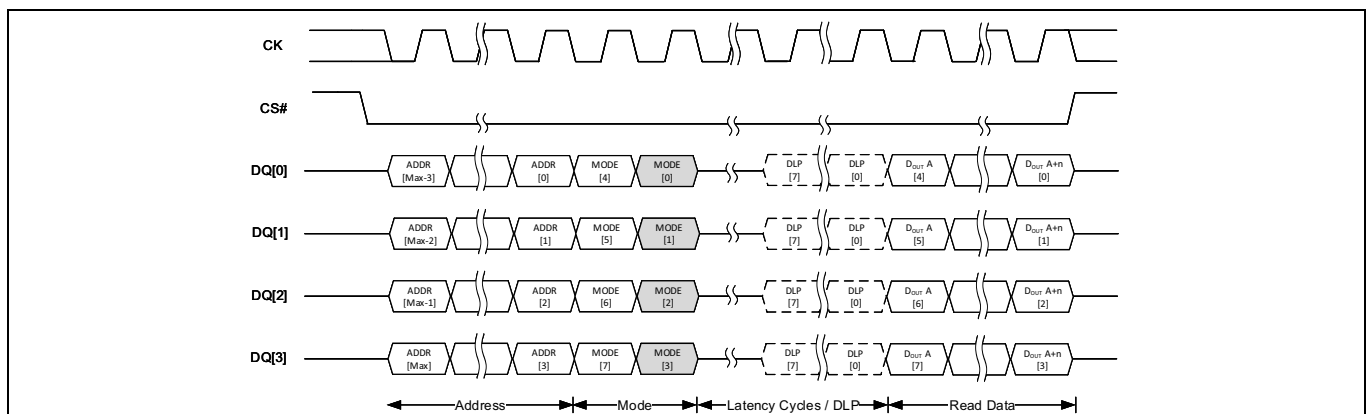 CK
CS#
DQ[0]
ADDR
[Max-3]
ADDR
[0]
MODE
[4]
MODE
[0]
DLP
[7]
DLP
[0]
DOUT A
[4]
DOUT A+n
[0]
DQ[1]
ADDR
[Max-2]
ADDR
[1]
MODE
[5]
MODE
[1]
DLP
[7]
DLP
[0]
DOUT A
[5]
DOUT A+n
[1]
DQ[2]
ADDR
[Max-1]
ADDR
[2]
MODE
[6]
MODE
[2]
DLP
[7]
DLP
[0]
DOUT A
[6]
DOUT A+n
[2]
DQ[3]
ADDR
[Max]
ADDR
[3]
MODE
[7]
MODE
[3]
DLP
[7]
DLP
[0]
DOUT A
[7]
DOUT A+n
[3]
Address
Mode
Latency Cycles / DLP
Read Data